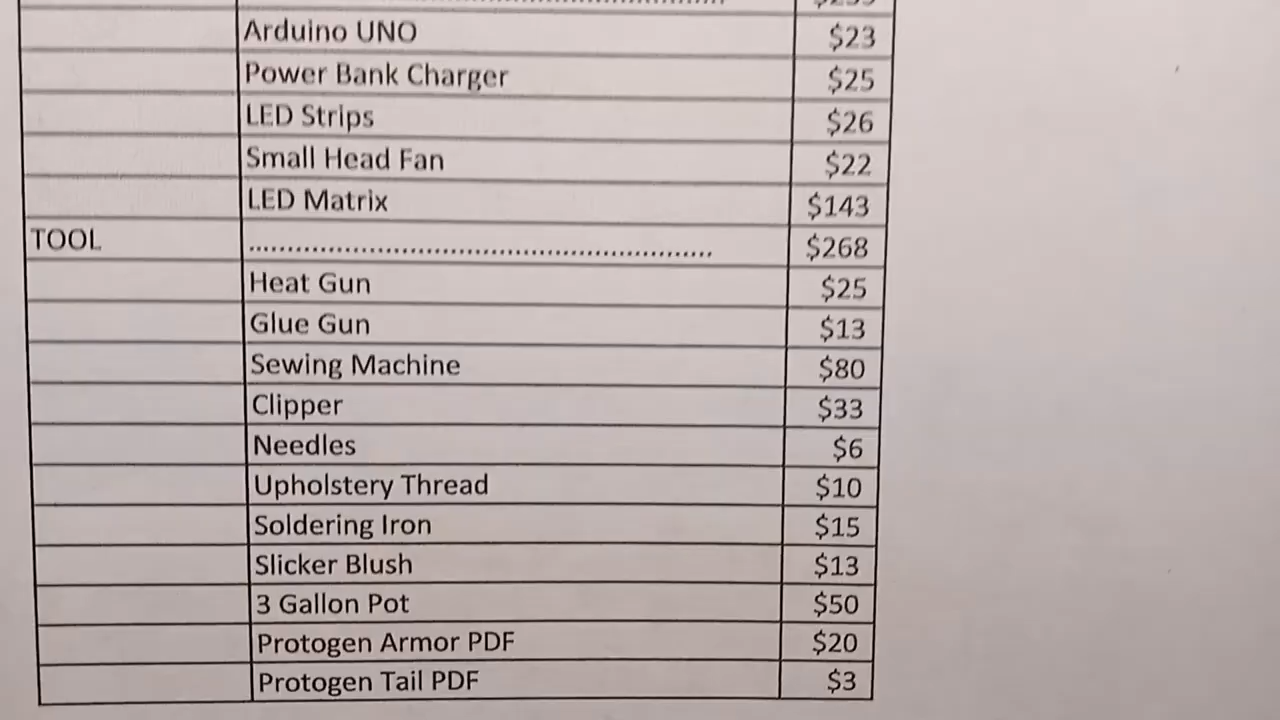 Arduino UNO $23
Power Bank Charger $25
LED Strips $26
Small Head Fan $22
LED Matrix $143
TOOL ............................................................ $268
Heat Gun $25
Glue Gun $13
Sewing Machine $80
Clipper $33
Needles $6
Upholstery Thread $10
Soldering Iron $15
Slicker Blush $13
3 Gallon Pot $50
Protogen Armor PDF $20
Protogen Tail PDF $3